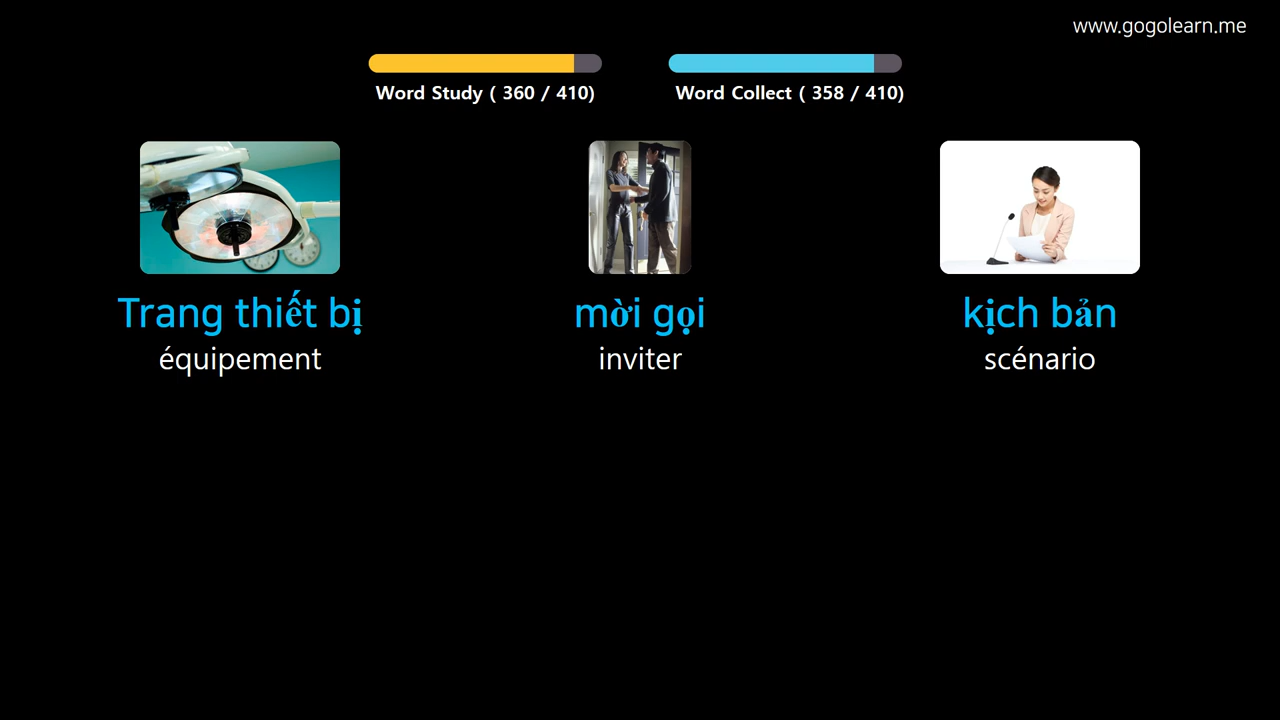 www.gogolearn.me
Word Study ( 360 / 410)
Word Collect ( 358 / 410)
Trang thiết bị
équipement
mời gọi
inviter
kịch bản
scénario